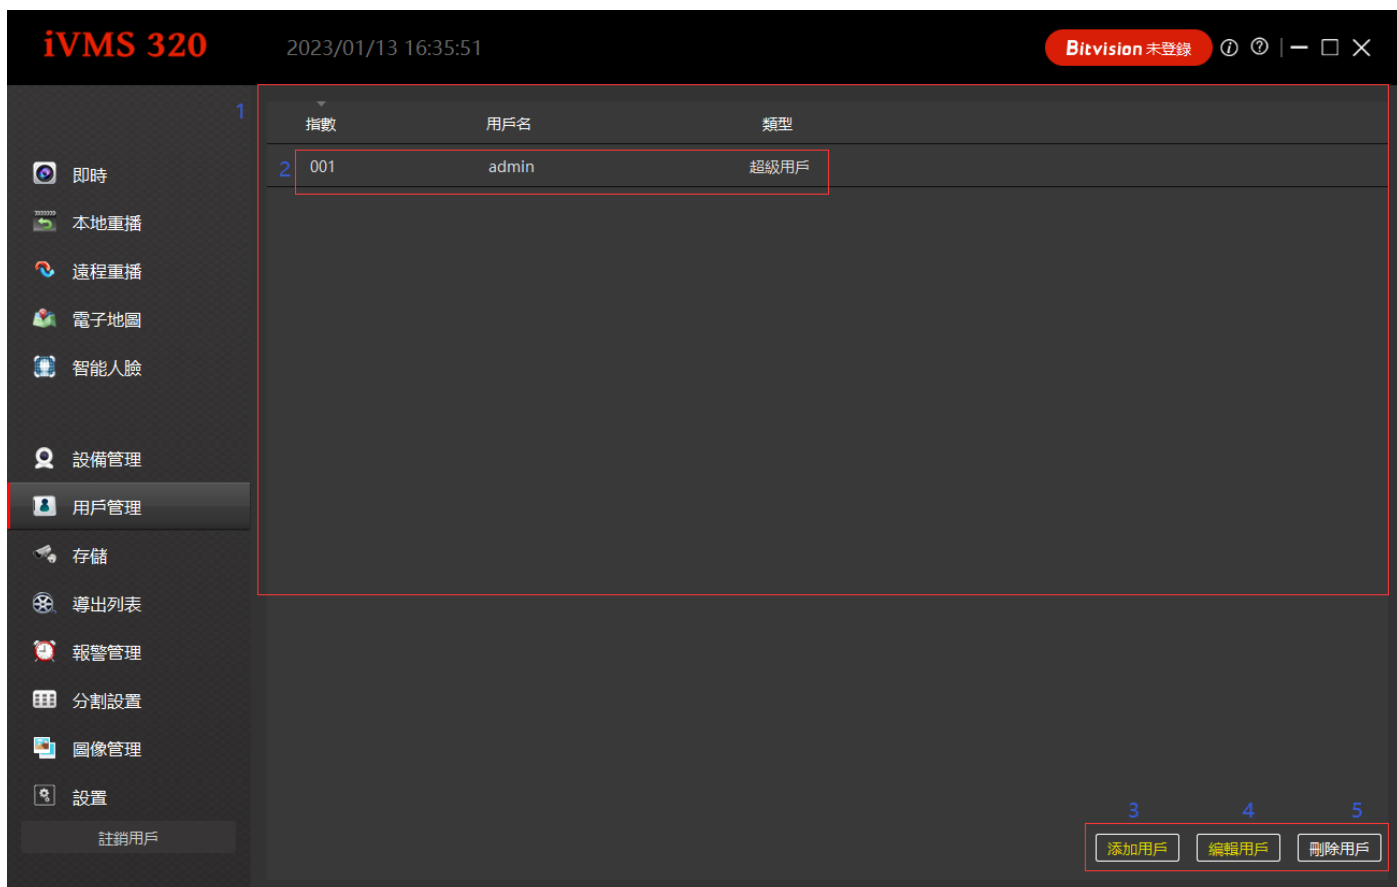 iVMS 320
2023/01/13 16:35:51
Bitvision 未登錄
1
指數 用戶名 類型
2 001 admin 超級用戶
即時
本地重播
遠程重播
電子地圖
智能人臉
設備管理
用戶管理
存儲
導出列表
報警管理
分割設置
圖像管理
設置
註銷用戶
3 4 5
添加用戶 編輯用戶 刪除用戶